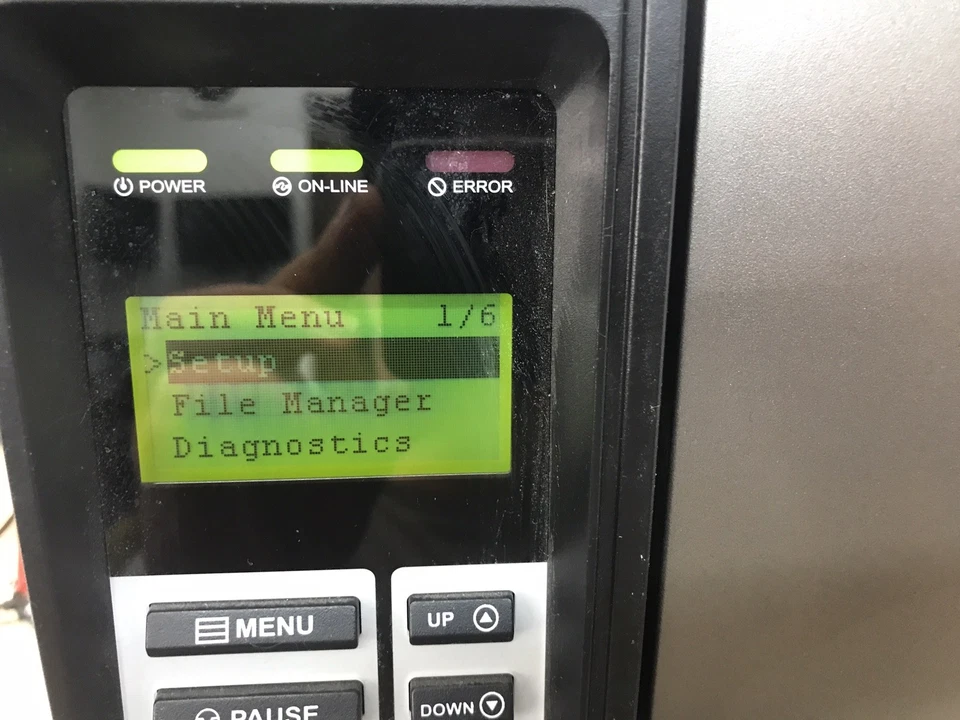 POWER ON-LINE ERROR
Main Menu 1/6
>Setup
File Manager
Diagnostics
MENU UP
PAUSE DOWN